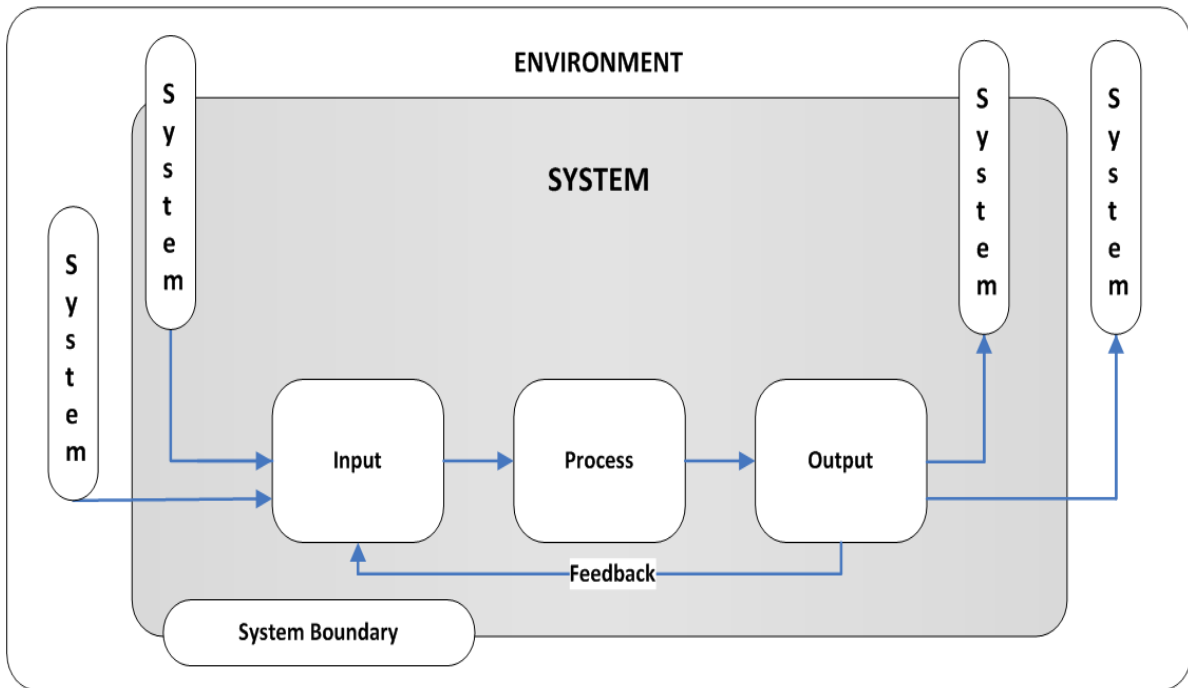 ENVIRONMENT
System
System
SYSTEM
System
System
Input
Process
Output
Feedback
System Boundary